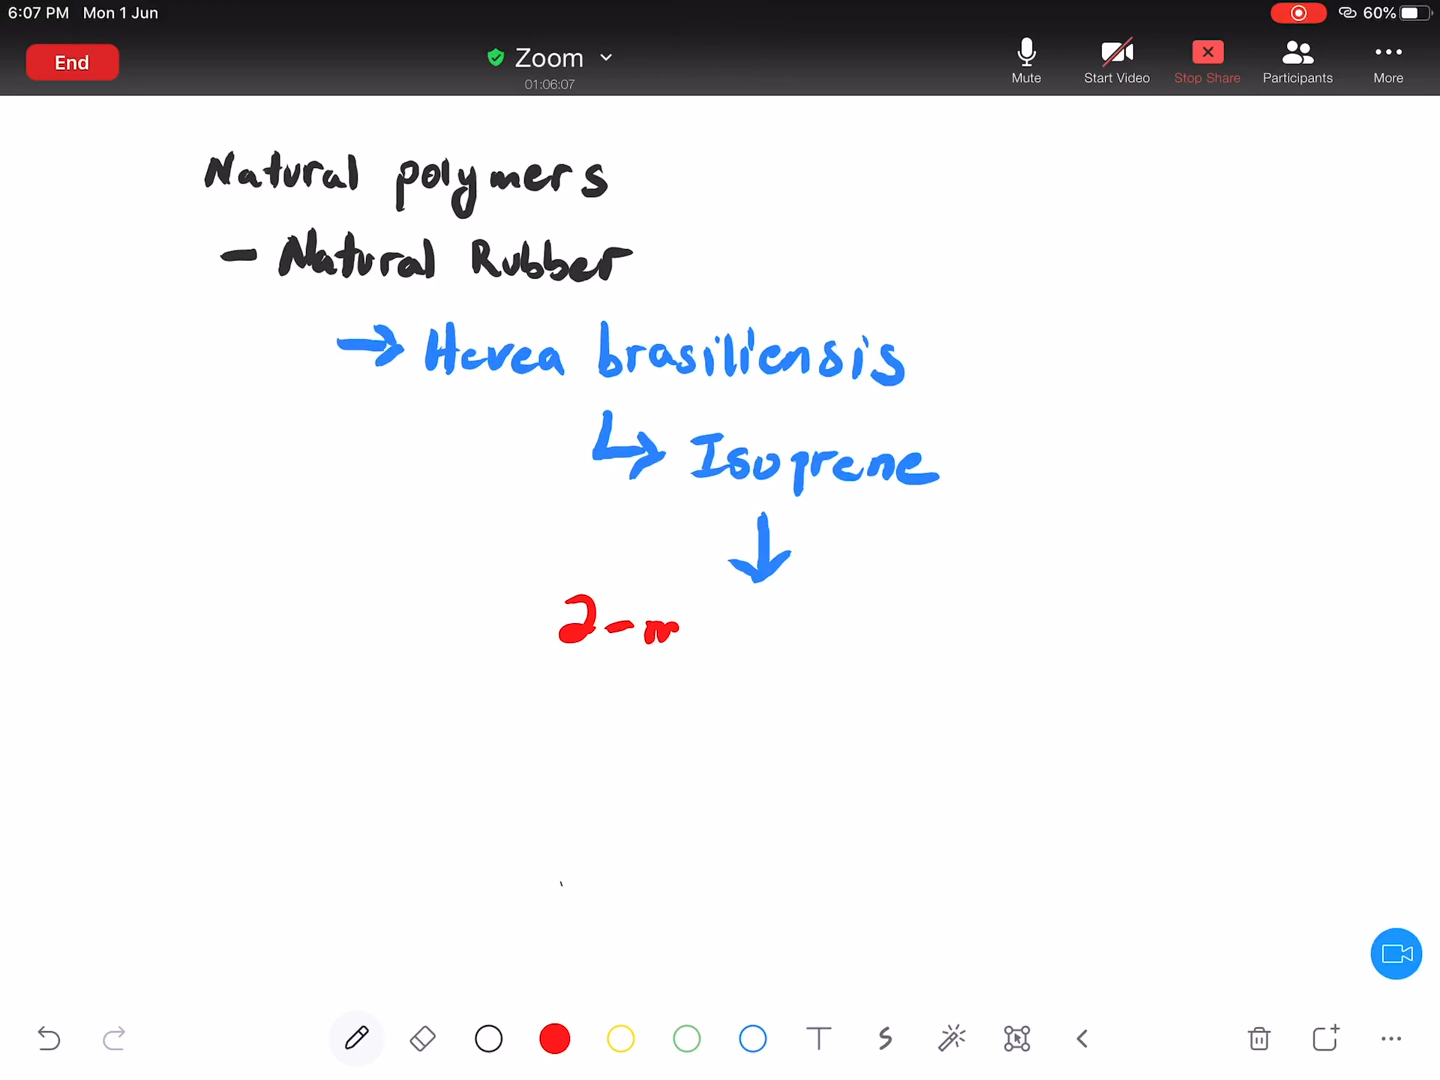 6:07 PM Mon 1 Jun 60%
End Zoom Mute Start Video Stop Share Participants More
01:06:07
Natural polymers
- Natural Rubber
→ Hevea brasiliensis
↳ Isoprene
↓
2-m